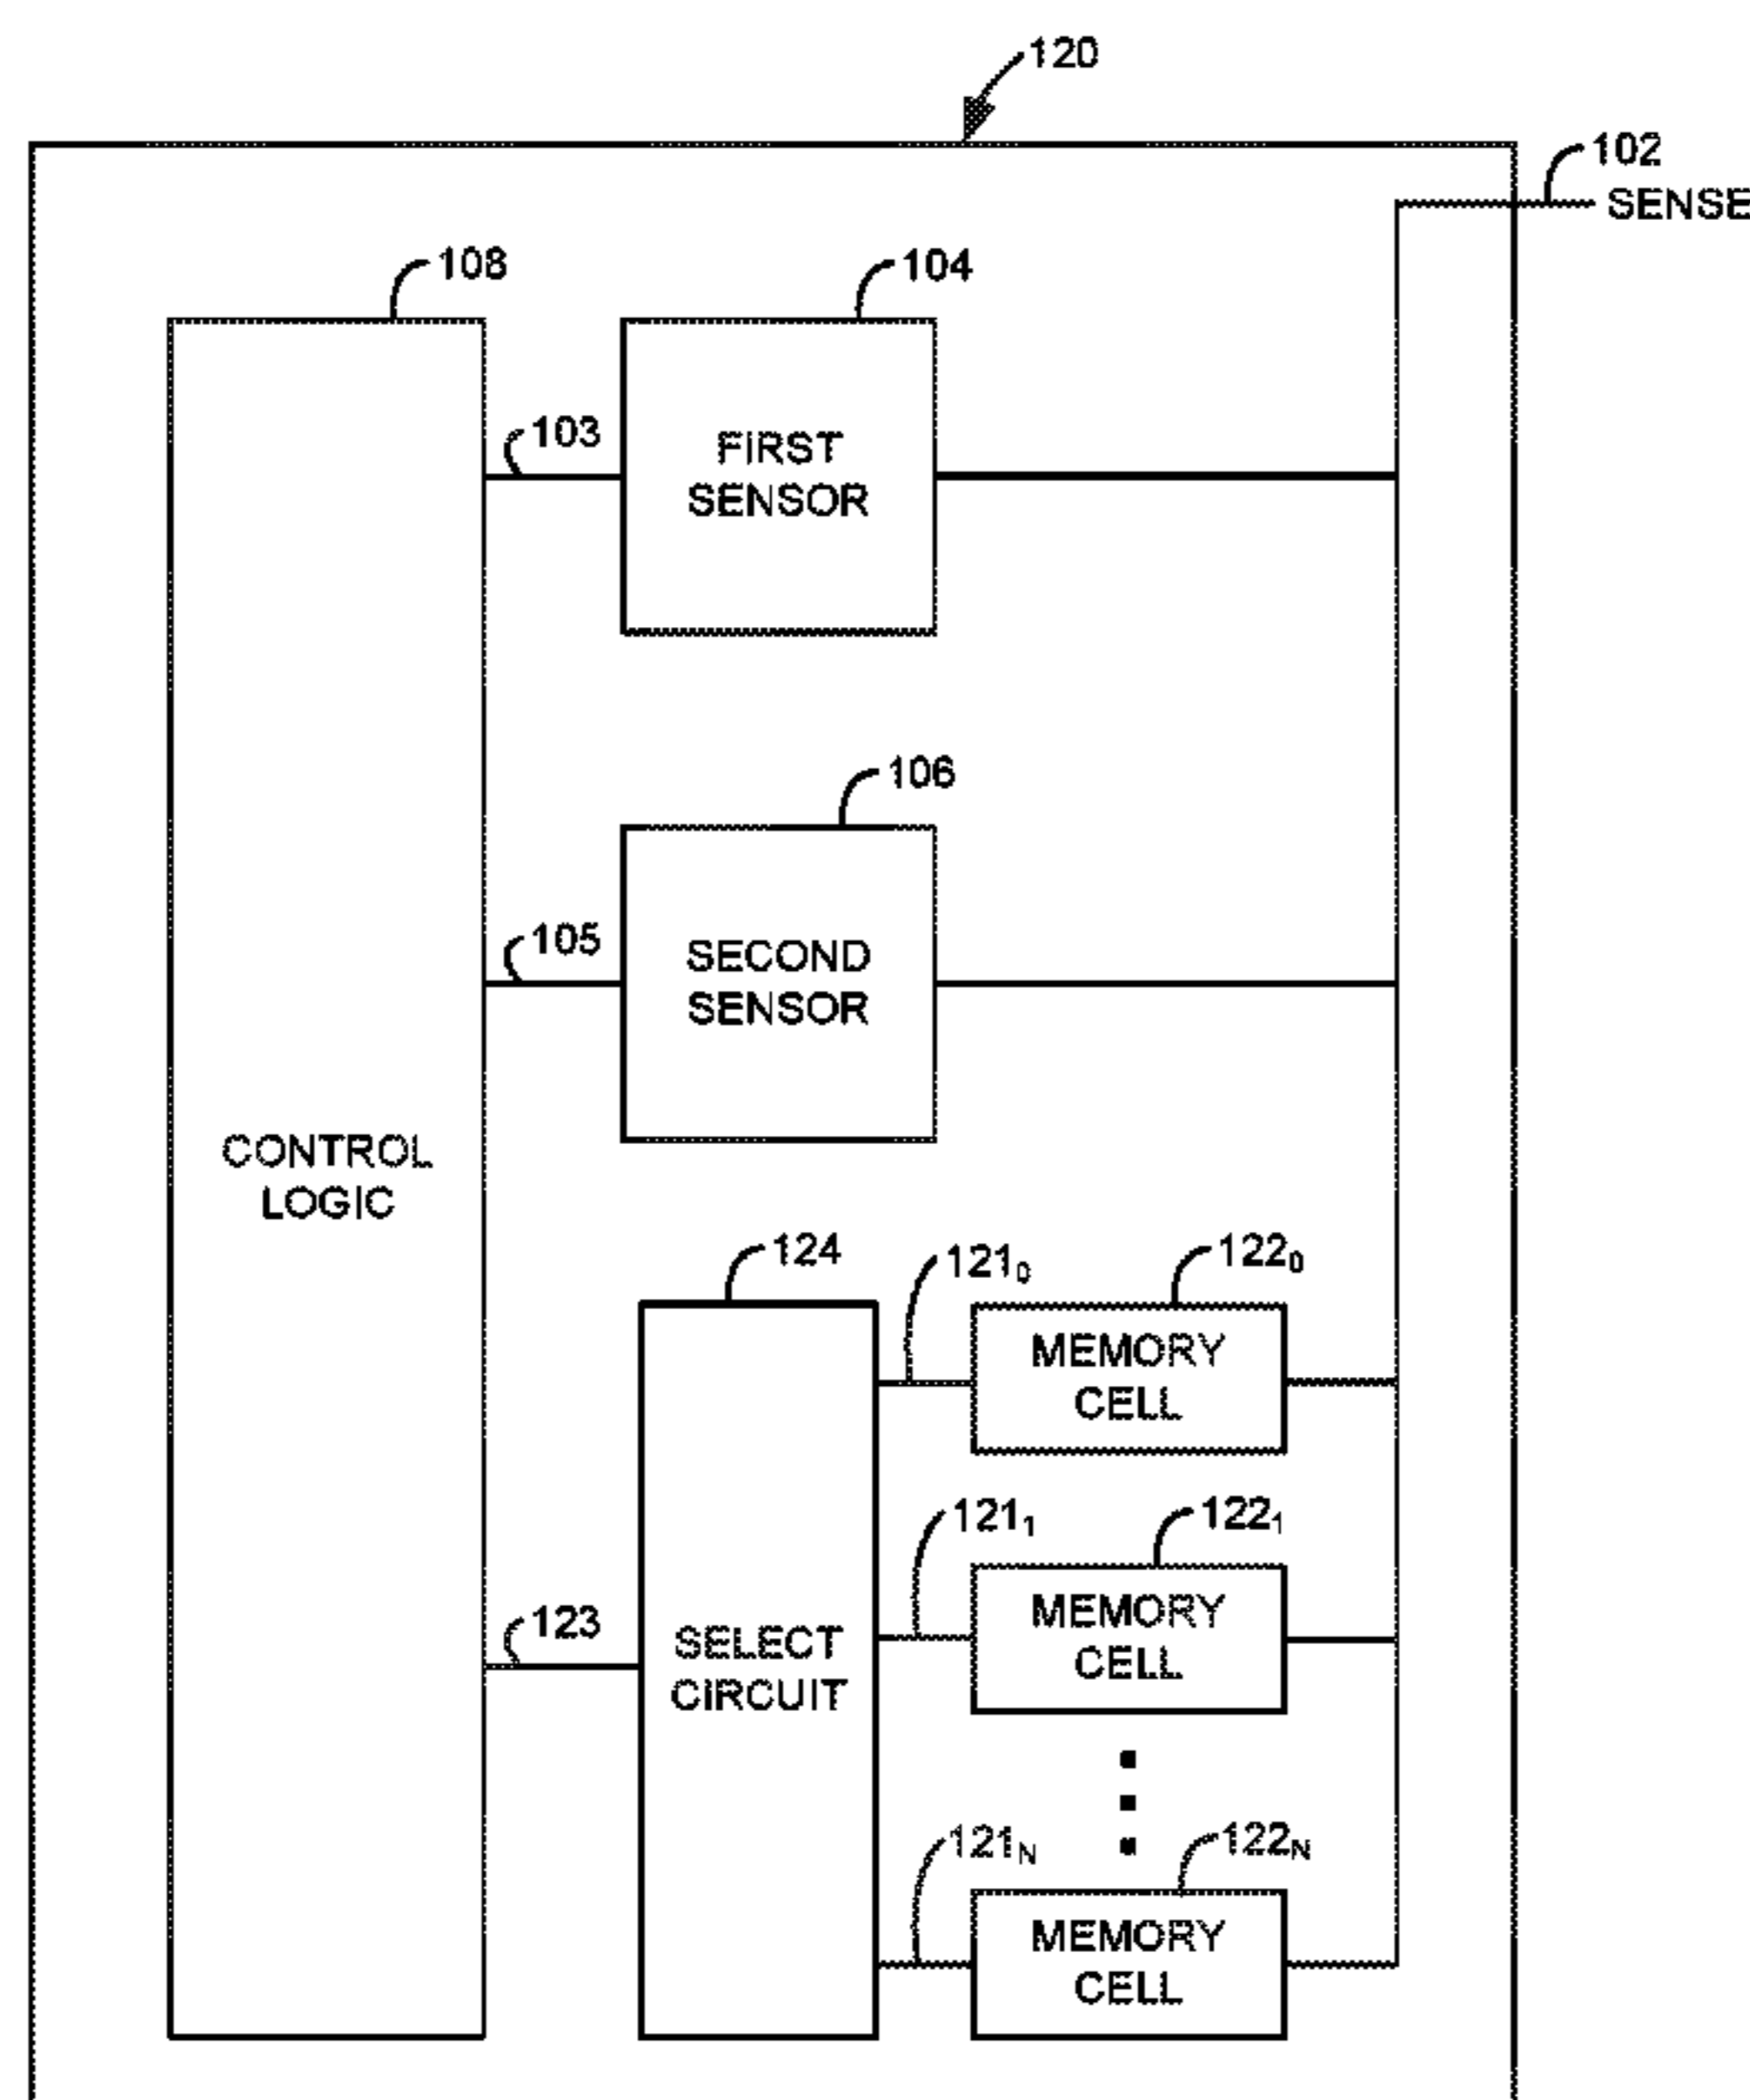 120
102
SENSE
108
104
103
FIRST
SENSOR
106
105
SECOND
SENSOR
CONTROL
LOGIC
124
121₀
122₀
MEMORY
CELL
121₁
122₁
MEMORY
CELL
123
SELECT
CIRCUIT
121N
122N
MEMORY
CELL